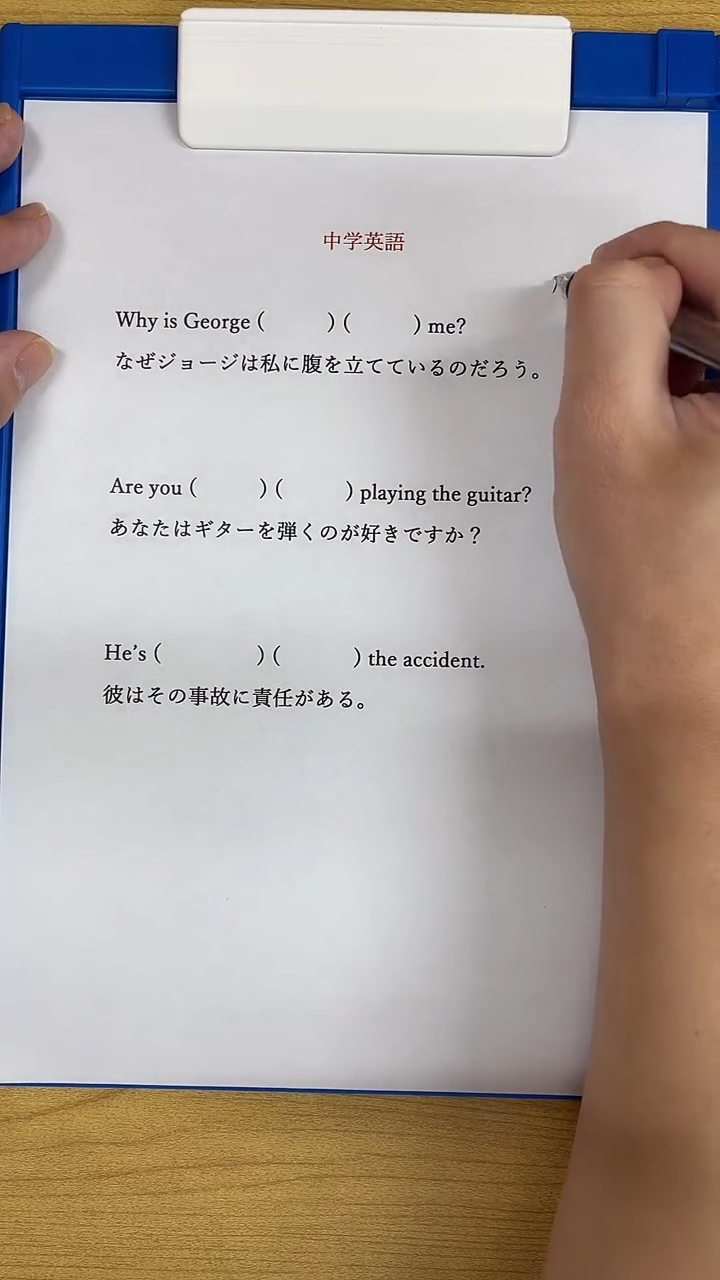 中学英語
Why is George (　　　) (　　　) me?
なぜジョージは私に腹を立てているのだろう。
Are you (　　　) (　　　) playing the guitar?
あなたはギターを弾くのが好きですか？
He's (　　　　) (　　　) the accident.
彼はその事故に責任がある。